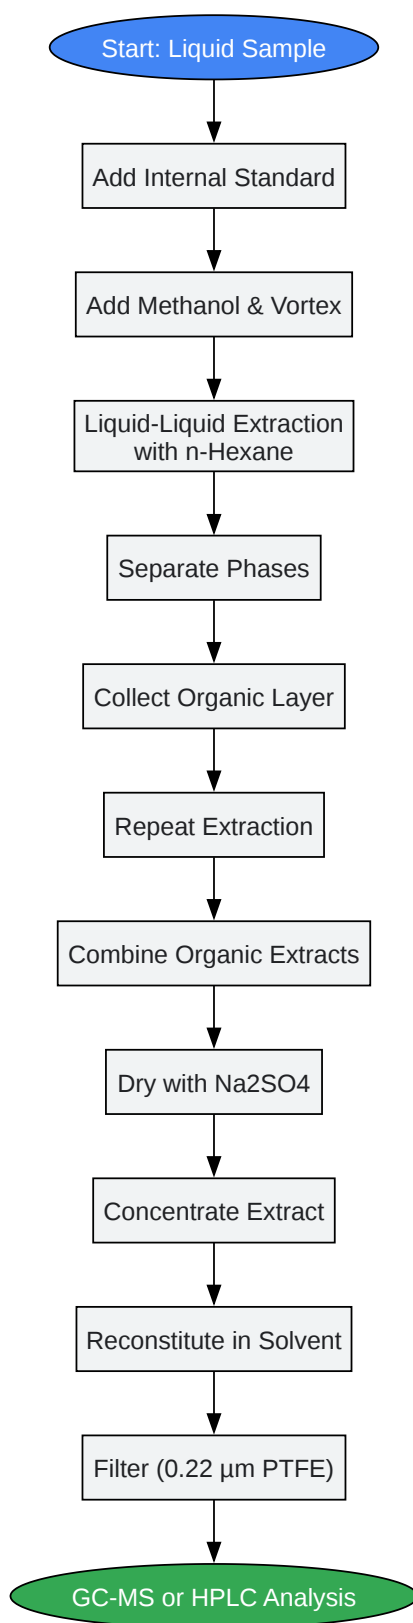 Start: Liquid Sample
Add Internal Standard
Add Methanol & Vortex
Liquid-Liquid Extraction
with n-Hexane
Separate Phases
Collect Organic Layer
Repeat Extraction
Combine Organic Extracts
Dry with Na2SO4
Concentrate Extract
Reconstitute in Solvent
Filter (0.22 µm PTFE)
GC-MS or HPLC Analysis